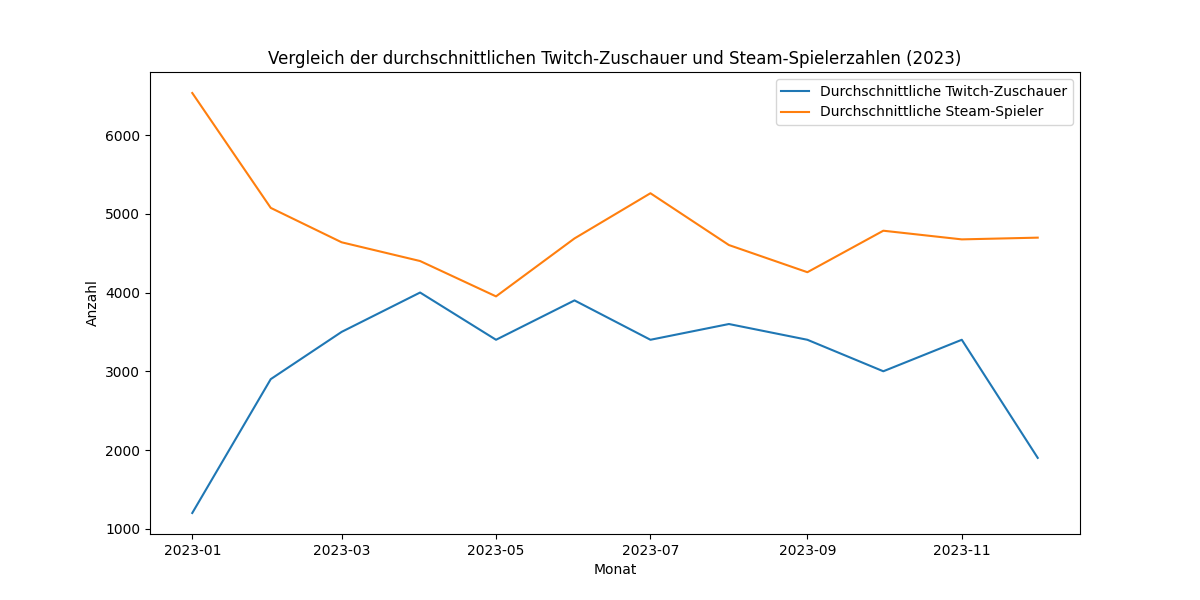 Vergleich der durchschnittlichen Twitch-Zuschauer und Steam-Spielerzahlen (2023)
Durchschnittliche Twitch-Zuschauer
Durchschnittliche Steam-Spieler
Anzahl
6000
5000
4000
3000
2000
1000
2023-01 2023-03 2023-05 2023-07 2023-09 2023-11
Monat